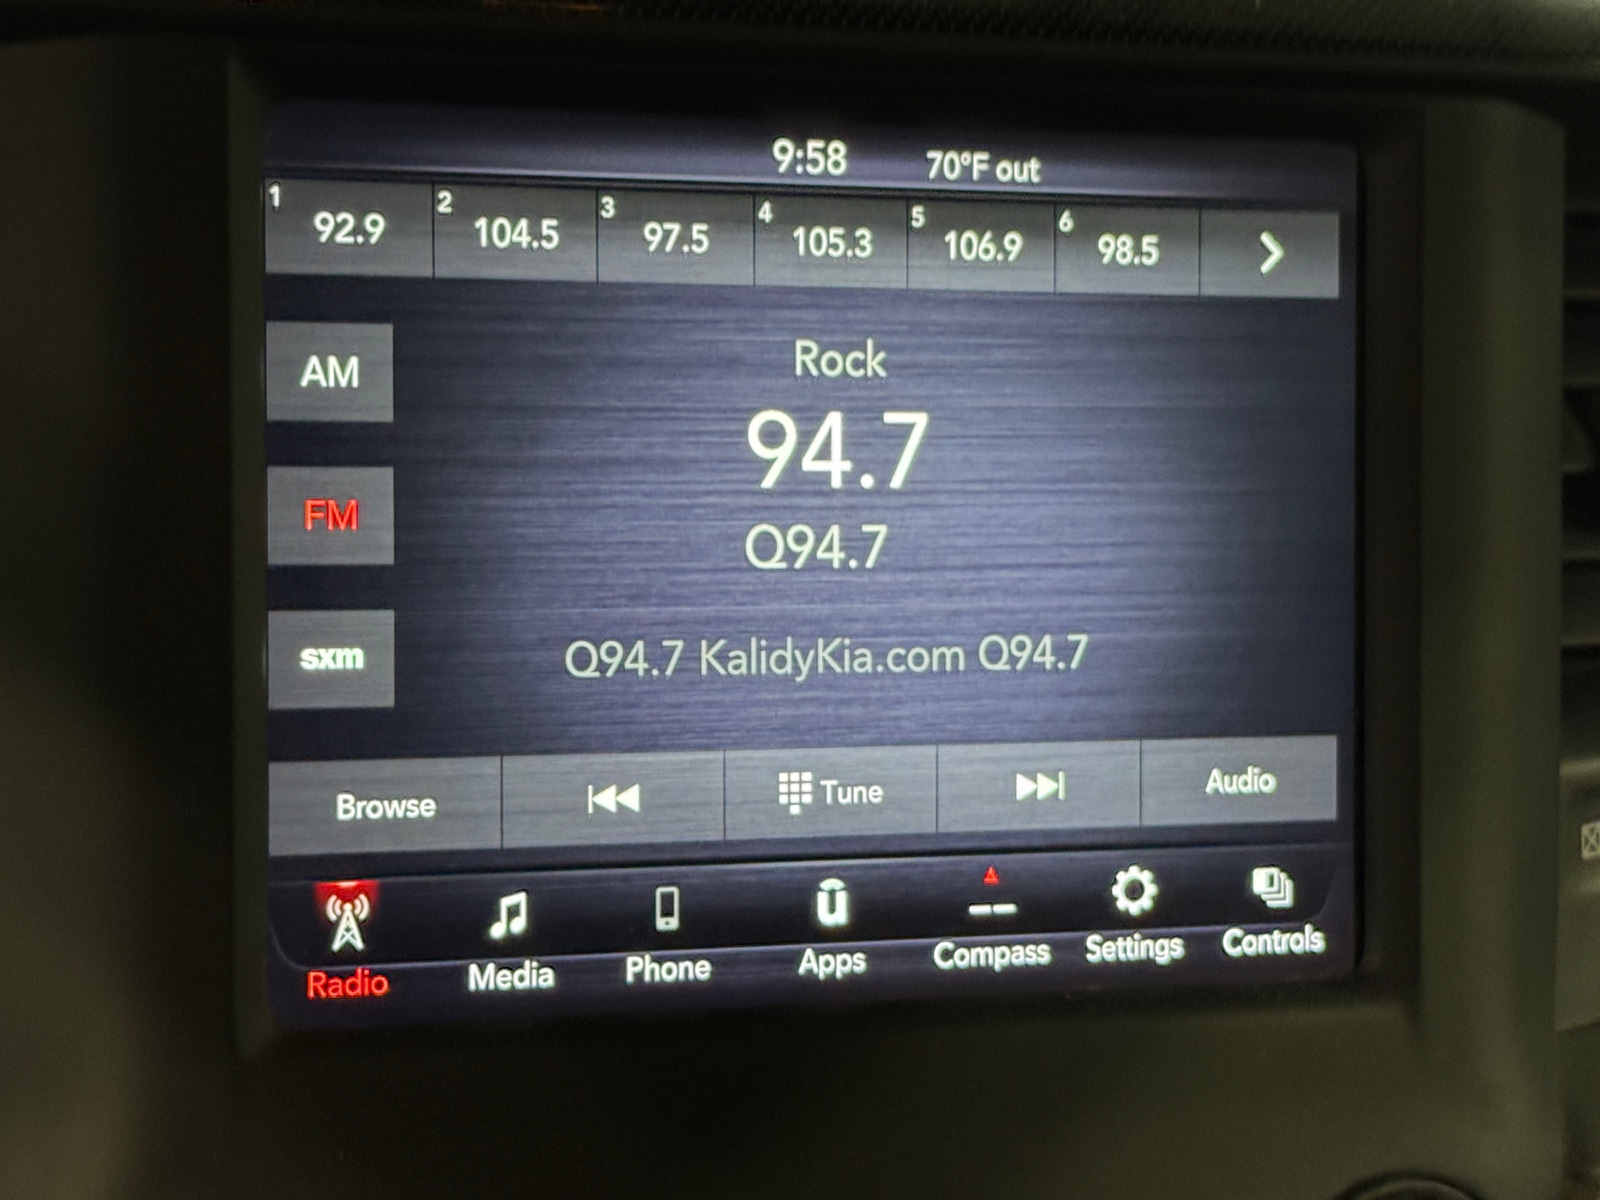 9:58 70°F out
1 92.9 2 104.5 3 97.5 4 105.3 5 106.9 6 98.5
AM
Rock
94.7
FM
Q94.7
sxm
Q94.7 KalidyKia.com Q94.7
Browse Tune Audio
Radio Media Phone Apps Compass Settings Controls